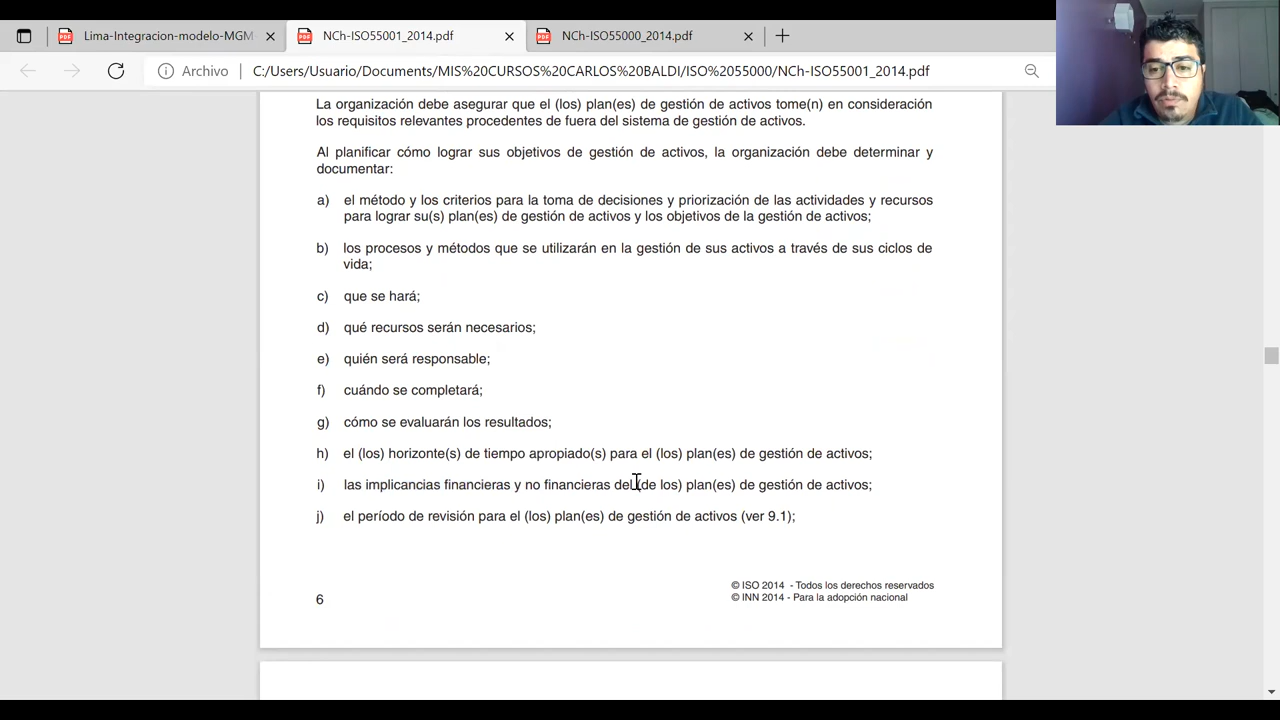 Lima-Integracion-modelo-MGM-
NCh-ISO55001_2014.pdf
NCh-ISO55000_2014.pdf
Archivo
C:/Users/Usuario/Documents/MIS%20CURSOS%20CARLOS%20BALDI/ISO%2055000/NCh-ISO55001_2014.pdf
La organización debe asegurar que el (los) plan(es) de gestión de activos tome(n) en consideración
los requisitos relevantes procedentes de fuera del sistema de gestión de activos.
Al planificar cómo lograr sus objetivos de gestión de activos, la organización debe determinar y
documentar:
a) el método y los criterios para la toma de decisiones y priorización de las actividades y recursos
para lograr su(s) plan(es) de gestión de activos y los objetivos de la gestión de activos;
b) los procesos y métodos que se utilizarán en la gestión de sus activos a través de sus ciclos de
vida;
c) que se hará;
d) qué recursos serán necesarios;
e) quién será responsable;
f) cuándo se completará;
g) cómo se evaluarán los resultados;
h) el (los) horizonte(s) de tiempo apropiado(s) para el (los) plan(es) de gestión de activos;
i) las implicancias financieras y no financieras del (de los) plan(es) de gestión de activos;
j) el período de revisión para el (los) plan(es) de gestión de activos (ver 9.1);
© ISO 2014 - Todos los derechos reservados
© INN 2014 - Para la adopción nacional
6